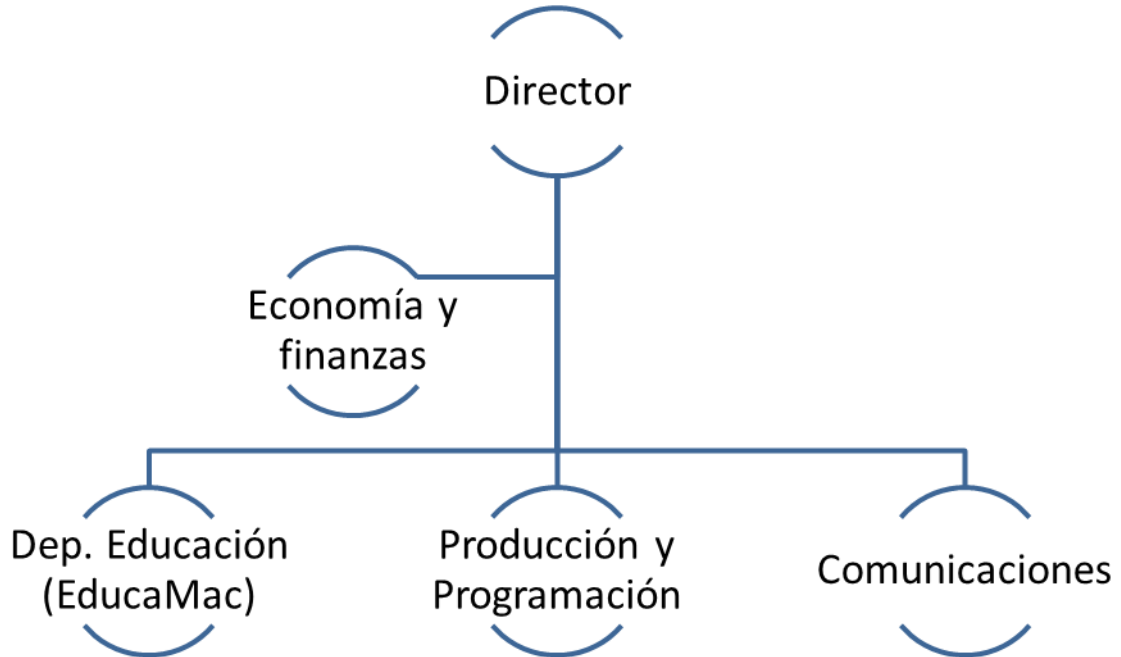 Director
Economía y
finanzas
Dep. Educación
(EducaMac)
Producción y
Programación
Comunicaciones